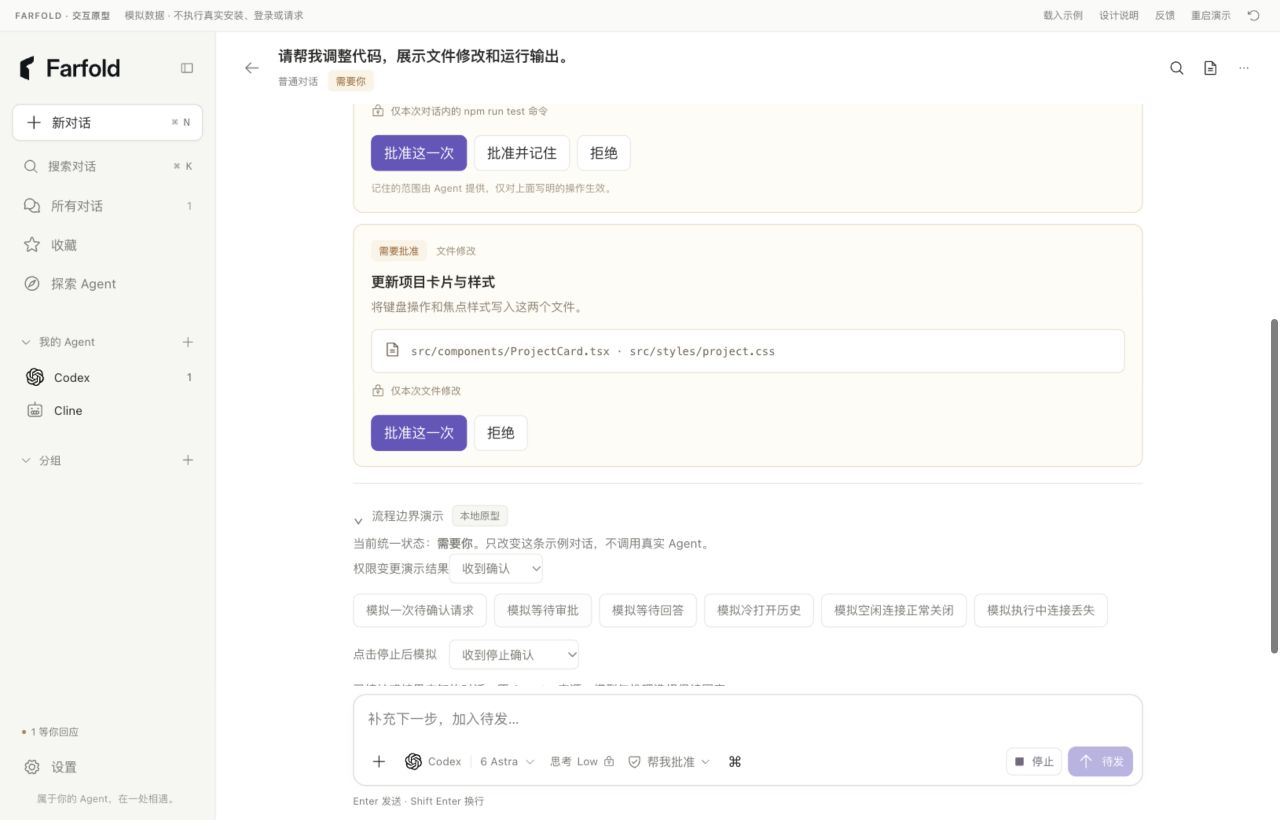 FARFOLD · 交互原型 模拟数据 · 不执行真实安装、登录或请求 载入示例 设计说明 反馈 重启演示
Farfold
新对话 ⌘ N
搜索对话 ⌘ K
所有对话 1
收藏
探索 Agent
我的 Agent
Codex 1
Cline
分组
1 等你回应
设置
属于你的 Agent，在一处相遇。
请帮我调整代码，展示文件修改和运行输出。
普通对话 需要你
仅本次对话内的 npm run test 命令
批准这一次 批准并记住 拒绝
记住的范围由 Agent 提供，仅对上面写明的操作生效。
需要批准 文件修改
更新项目卡片与样式
将键盘操作和焦点样式写入这两个文件。
src/components/ProjectCard.tsx · src/styles/project.css
仅本次文件修改
批准这一次 拒绝
流程边界演示 本地原型
当前统一状态：需要你。只改变这条示例对话，不调用真实 Agent。
权限变更演示结果 收到确认
模拟一次待确认请求 模拟等待审批 模拟等待回答 模拟冷打开历史 模拟空闲连接正常关闭 模拟执行中连接丢失
点击停止后模拟 收到停止确认
补充下一步，加入待发...
Codex 6 Astra 思考 Low 帮我批准 ⌘ 停止 待发
Enter 发送 · Shift Enter 换行